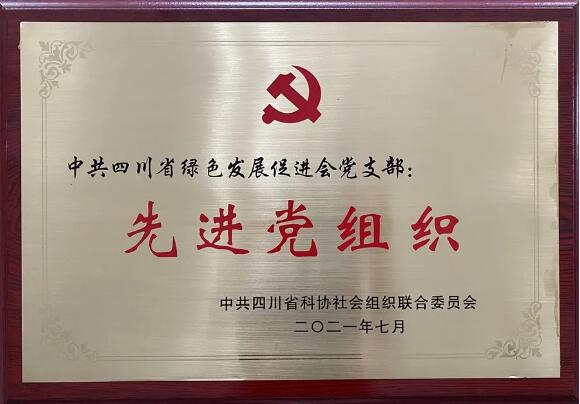 中共四川省绿色发展促进会党支部：
先进党组织
中共四川省科协社会组织联合委员会
二〇二一年七月